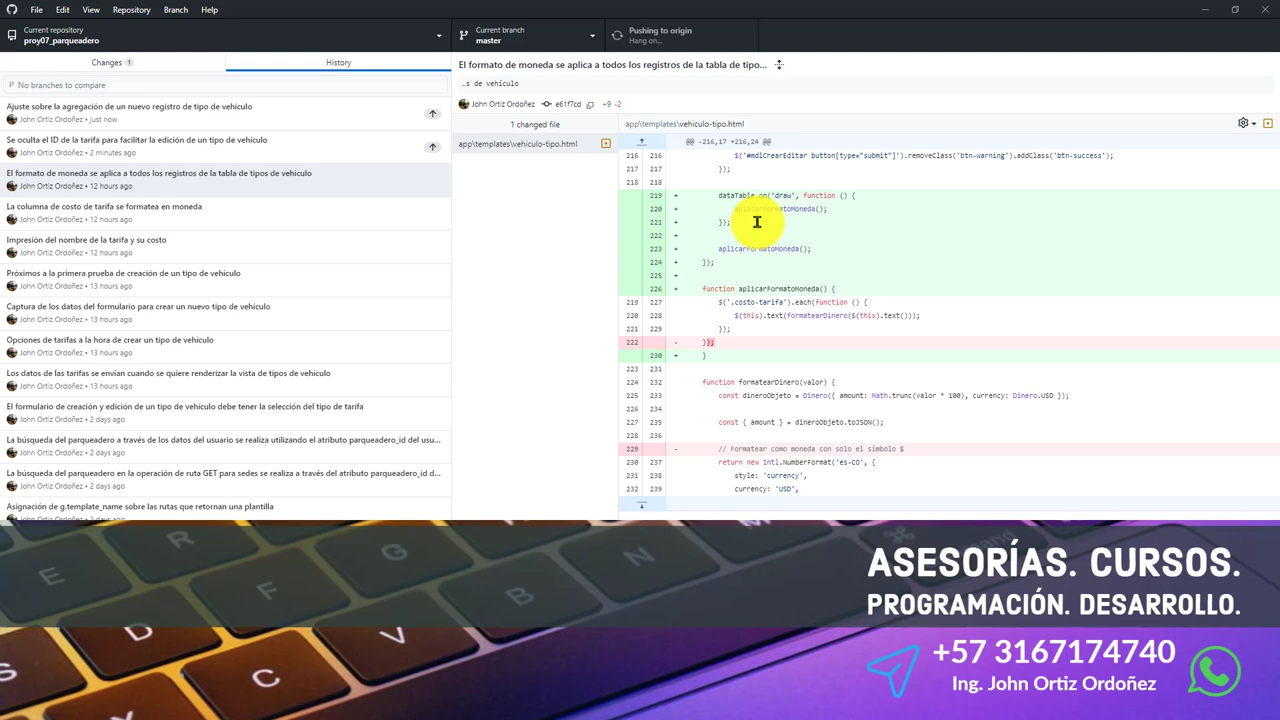 File Edit View Repository Branch Help
Current repository
proy07_parqueadero
Current branch
master
Pushing to origin
Hang on...
Changes 1
History
No branches to compare
Ajuste sobre la agregación de un nuevo registro de tipo de vehículo
John Ortiz Ordoñez • just now
Se oculta el ID de la tarifa para facilitar la edición de un tipo de vehículo
John Ortiz Ordoñez • 2 minutes ago
El formato de moneda se aplica a todos los registros de la tabla de tipos de vehículo
John Ortiz Ordoñez • 12 hours ago
La columna de costo de tarifa se formatea en moneda
John Ortiz Ordoñez • 12 hours ago
Impresión del nombre de la tarifa y su costo
John Ortiz Ordoñez • 12 hours ago
Próximos a la primera prueba de creación de un tipo de vehículo
John Ortiz Ordoñez • 13 hours ago
Captura de los datos del formulario para crear un nuevo tipo de vehículo
John Ortiz Ordoñez • 13 hours ago
Opciones de tarifas a la hora de crear un tipo de vehículo
John Ortiz Ordoñez • 13 hours ago
Los datos de las tarifas se envían cuando se quiere renderizar la vista de tipos de vehículo
John Ortiz Ordoñez • 13 hours ago
El formulario de creación y edición de un tipo de vehículo debe tener la selección del tipo de tarifa
John Ortiz Ordoñez • 2 days ago
La búsqueda del parqueadero a través de los datos del usuario se realiza utilizando el atributo parqueadero_id del usu...
John Ortiz Ordoñez • 2 days ago
La búsqueda del parqueadero en la operación de ruta GET para sedes se realiza a través del atributo parqueadero_id d...
John Ortiz Ordoñez • 2 days ago
Asignación de g.template_name sobre las rutas que retornan una plantilla
John Ortiz Ordoñez • 2 days ago
El formato de moneda se aplica a todos los registros de la tabla de tipo...
...s de vehículo
John Ortiz Ordoñez e61f7cd +9 -2
1 changed file
app\templates\vehiculo-tipo.html
app\templates\vehiculo-tipo.html
@@ -216,17 +216,24 @@
216 216 $('#mdlCrearEditar button[type="submit"]').removeClass('btn-warning').addClass('btn-success');
217 217 });
218 218
219 + dataTable.on('draw', function () {
220 + aplicarFormatoMoneda();
221 + });
222 +
223 + aplicarFormatoMoneda();
224 + });
225 +
226 + function aplicarFormatoMoneda() {
219 227 $('.costo-tarifa').each(function () {
220 228 $(this).text(formatearDinero($(this).text()));
221 229 });
222 - });
230 + }
223 231
224 232 function formatearDinero(valor) {
225 233 const dineroObjeto = Dinero({ amount: Math.trunc(valor * 100), currency: Dinero.USD });
226 234
227 235 const { amount } = dineroObjeto.toJSON();
228 236
229 - // Formatear como moneda con solo el símbolo $
230 237 return new Intl.NumberFormat('es-CO', {
231 238 style: 'currency',
232 239 currency: 'USD',
ASESORÍAS. CURSOS.
PROGRAMACIÓN. DESARROLLO.
+57 3167174740
Ing. John Ortiz Ordoñez